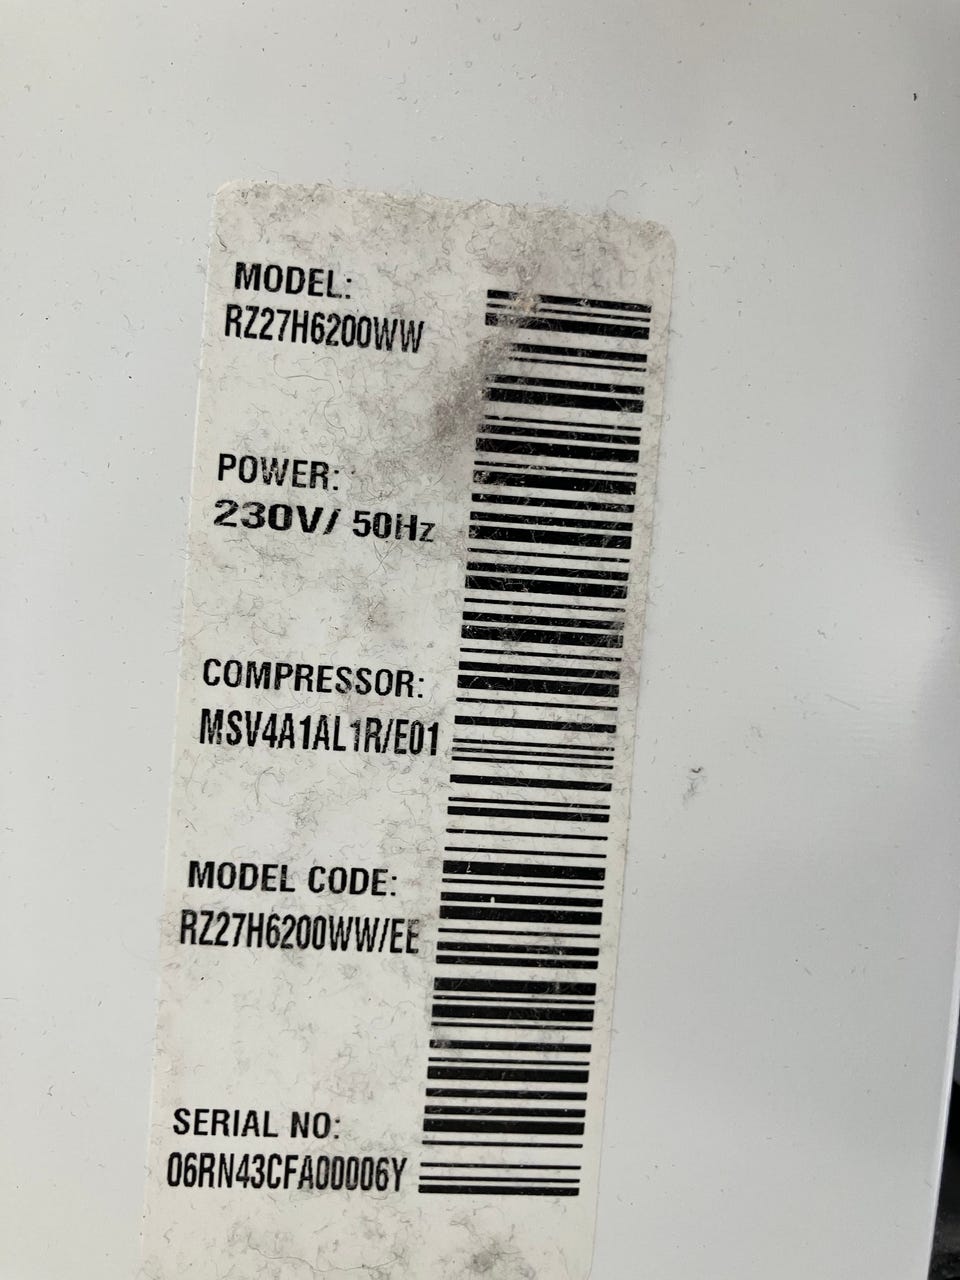 MODEL:
RZ27H6200WW
POWER:
230V/ 50Hz
COMPRESSOR:
MSV4A1AL1R/E01
MODEL CODE:
RZ27H6200WW/EE
SERIAL NO:
06RN43CFA00006Y